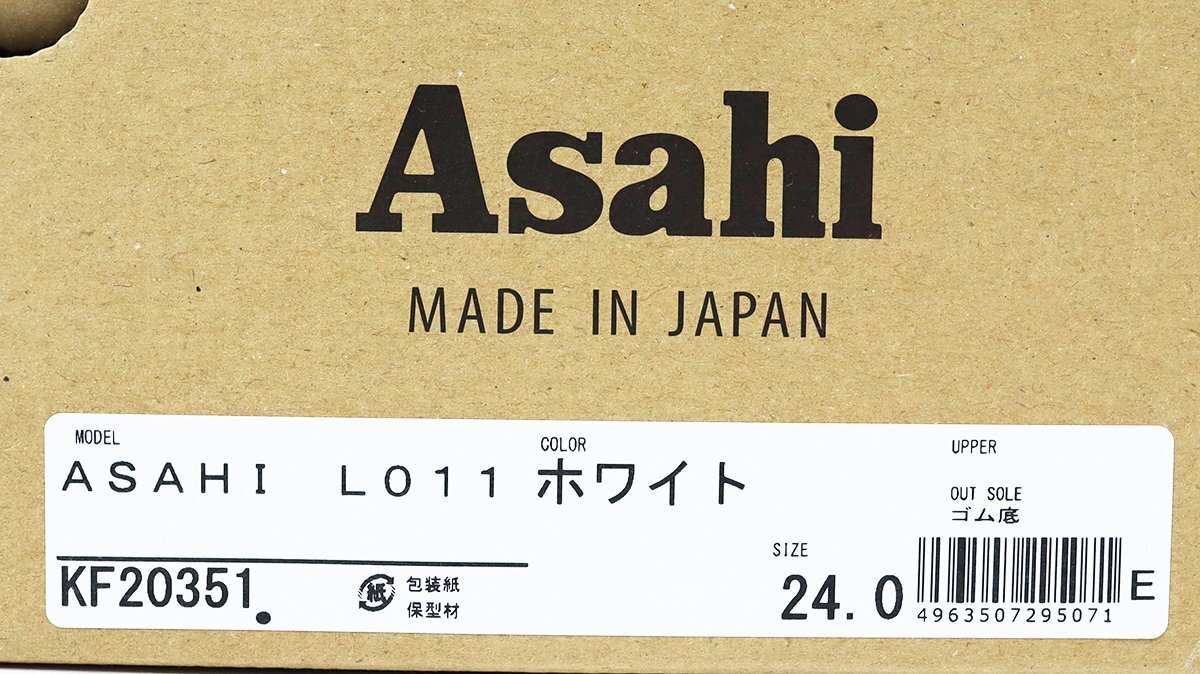 Asahi
MADE IN JAPAN
MODEL
ASAHI L011
COLOR
ホワイト
UPPER
OUT SOLE
ゴム底
KF20351.
紙
包装紙
保型材
SIZE
24.0
4963507295071
E